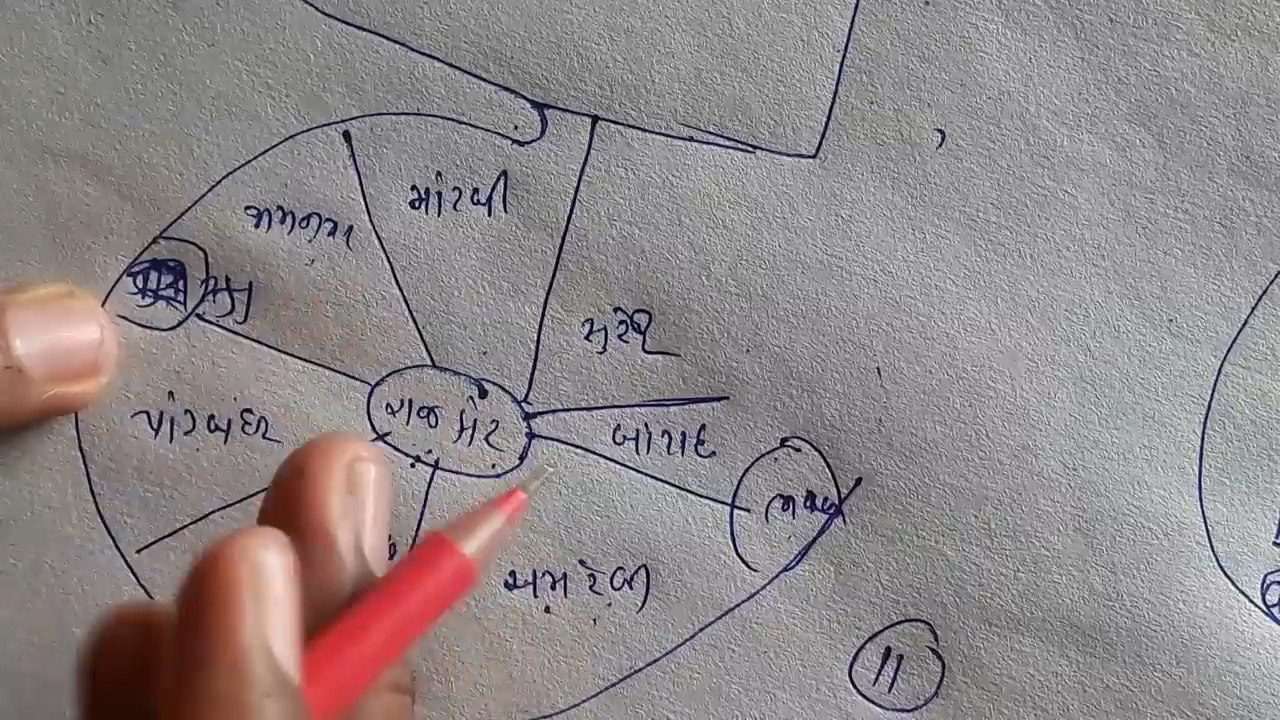 મોરબી
જામનગર
સુરેન્દ્ર
રાજકોટ
બોટાદ
પોરબંદર
અમરેલી
11